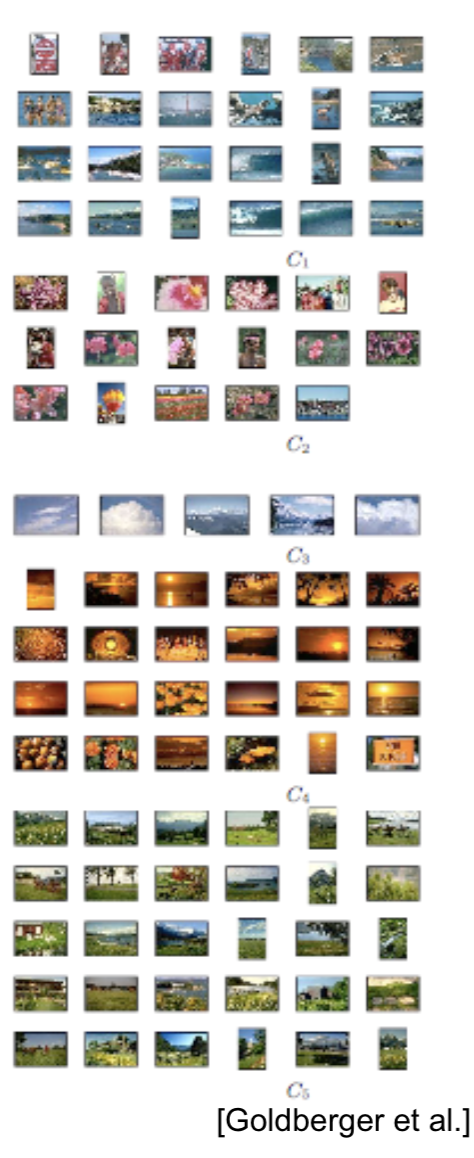 C₁
C₂
C₃
C₄
C₅
[Goldberger et al.]